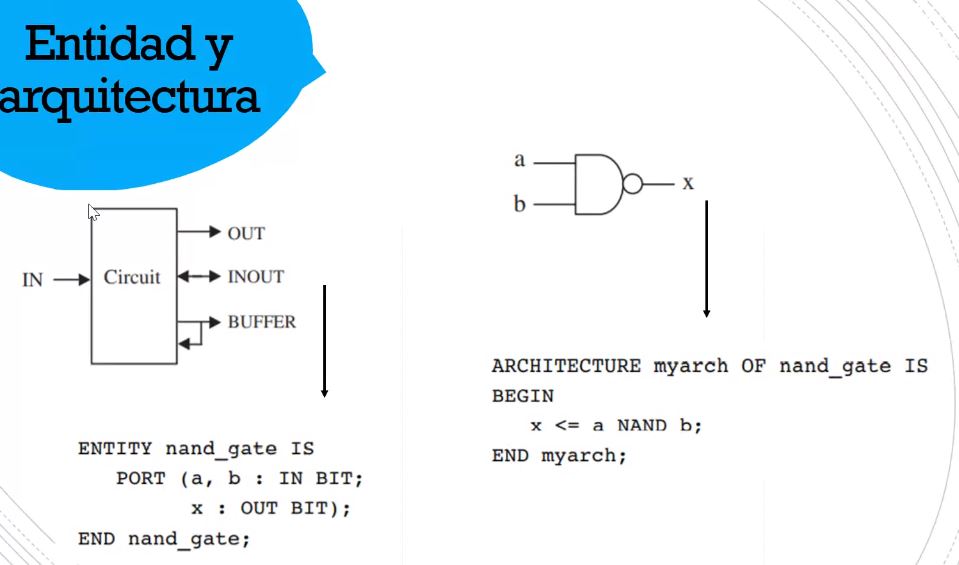 Entidad y
arquitectura
IN
Circuit
OUT
INOUT
BUFFER
ENTITY nand_gate IS
PORT (a, b : IN BIT;
x : OUT BIT);
END nand_gate;
a
b
x
ARCHITECTURE myarch OF nand_gate IS
BEGIN
x <= a NAND b;
END myarch;